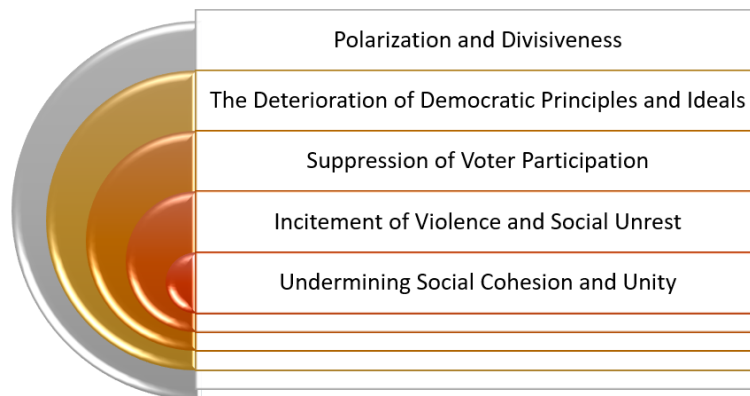 Polarization and Divisiveness
The Deterioration of Democratic Principles and Ideals
Suppression of Voter Participation
Incitement of Violence and Social Unrest
Undermining Social Cohesion and Unity